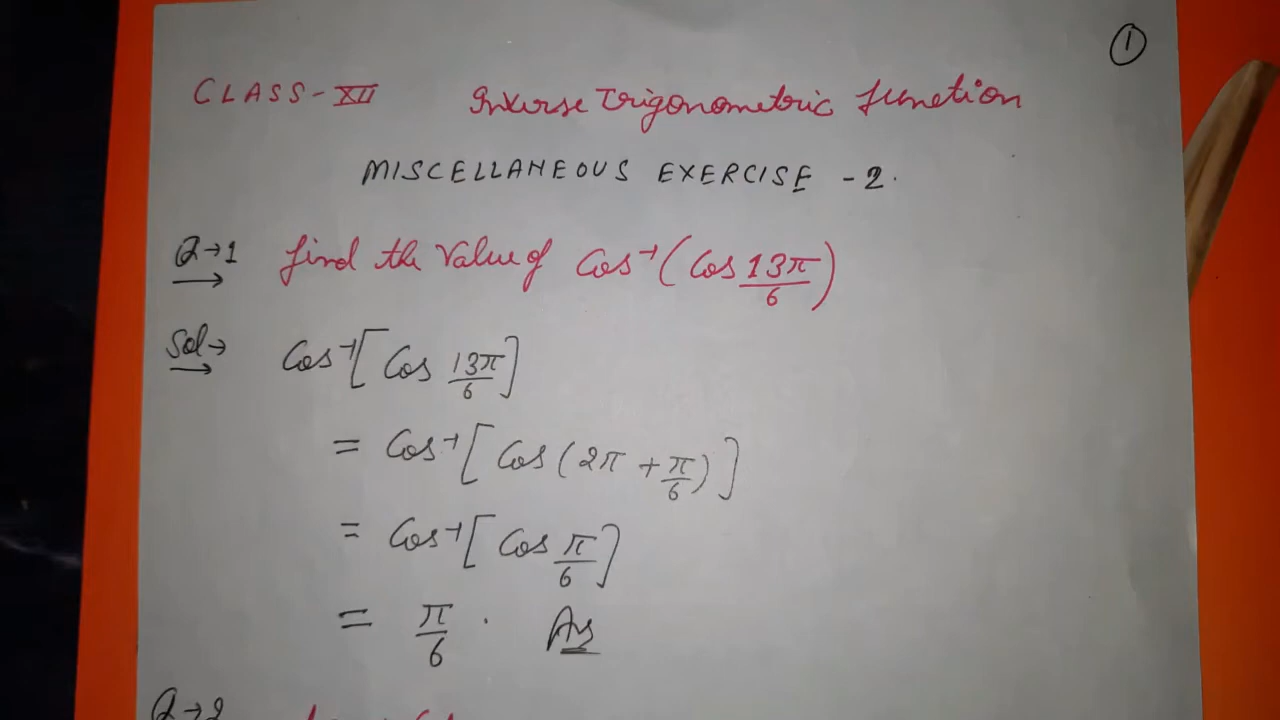 ①
CLASS-XII Inverse Trigonometric function
MISCELLANEOUS EXERCISE -2.
Q→1 find the value of Cos⁻¹(Cos 13π/6)
Sol→ Cos⁻¹[Cos 13π/6]
= Cos⁻¹[Cos(2π + π/6)]
= Cos⁻¹[Cos π/6]
= π/6 . Ans
Q→2